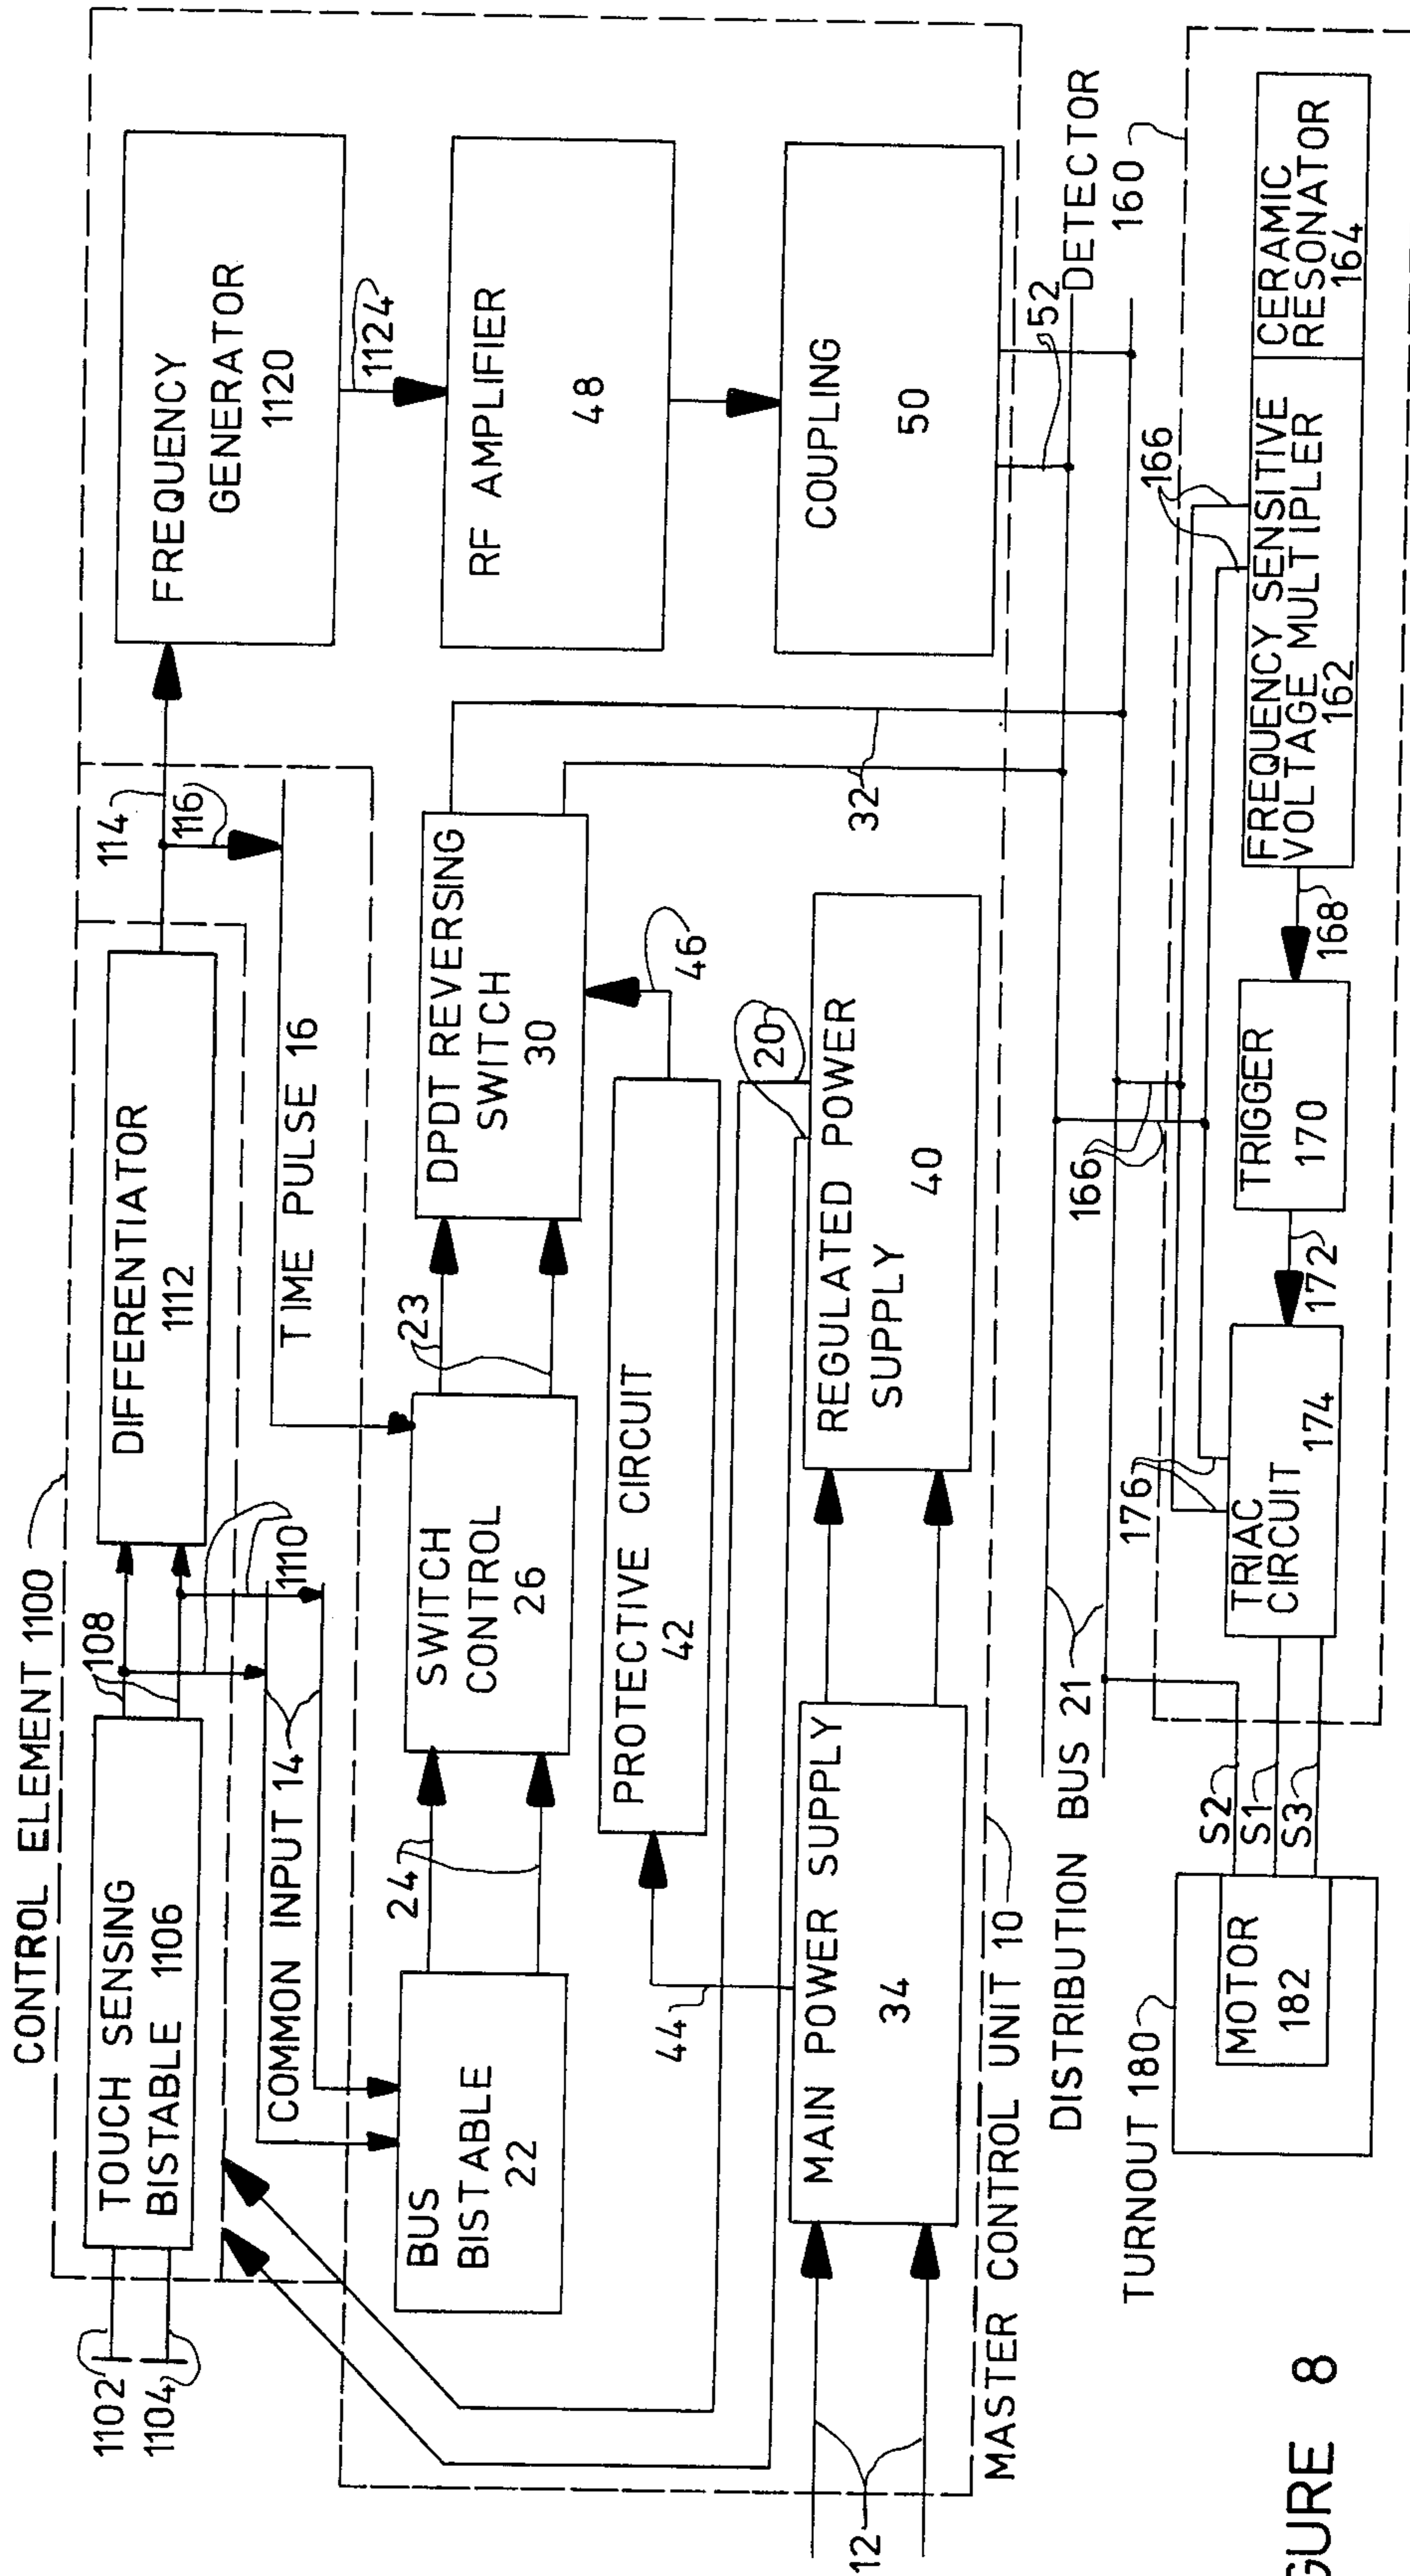 CONTROL ELEMENT 1100
1102
1104
TOUCH SENSING
BISTABLE 1106
108
1110
DIFFERENTIATOR
1112
114
116
FREQUENCY
GENERATOR
1120
1124
COMMON INPUT 14
TIME PULSE 16
BUS
BISTABLE
22
24
SWITCH
CONTROL
26
23
DPDT REVERSING
SWITCH
30
32
RF AMPLIFIER
48
PROTECTIVE CIRCUIT
42
44
46
COUPLING
50
52
12
MAIN POWER SUPPLY
34
REGULATED POWER
SUPPLY
40
20
MASTER CONTROL UNIT 10
DISTRIBUTION BUS 21
DETECTOR
160
TURNOUT 180
MOTOR
182
S2
S1
S3
TRIAC
CIRCUIT
174
176
172
TRIGGER
170
168
166
166
FREQUENCY SENSITIVE
VOLTAGE MULTIPLER
162
CERAMIC
RESONATOR
164
GURE 8